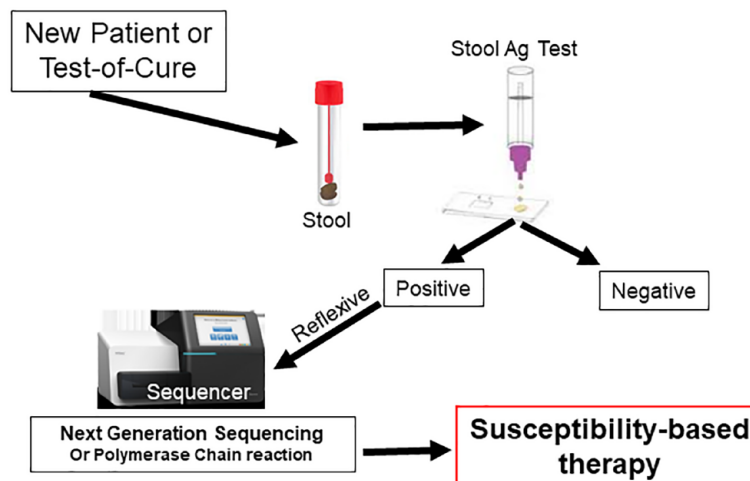 New Patient or
Test-of-Cure
Stool Ag Test
Stool
Positive
Negative
Reflexive
Sequencer
Next Generation Sequencing
Or Polymerase Chain reaction
Susceptibility-based
therapy